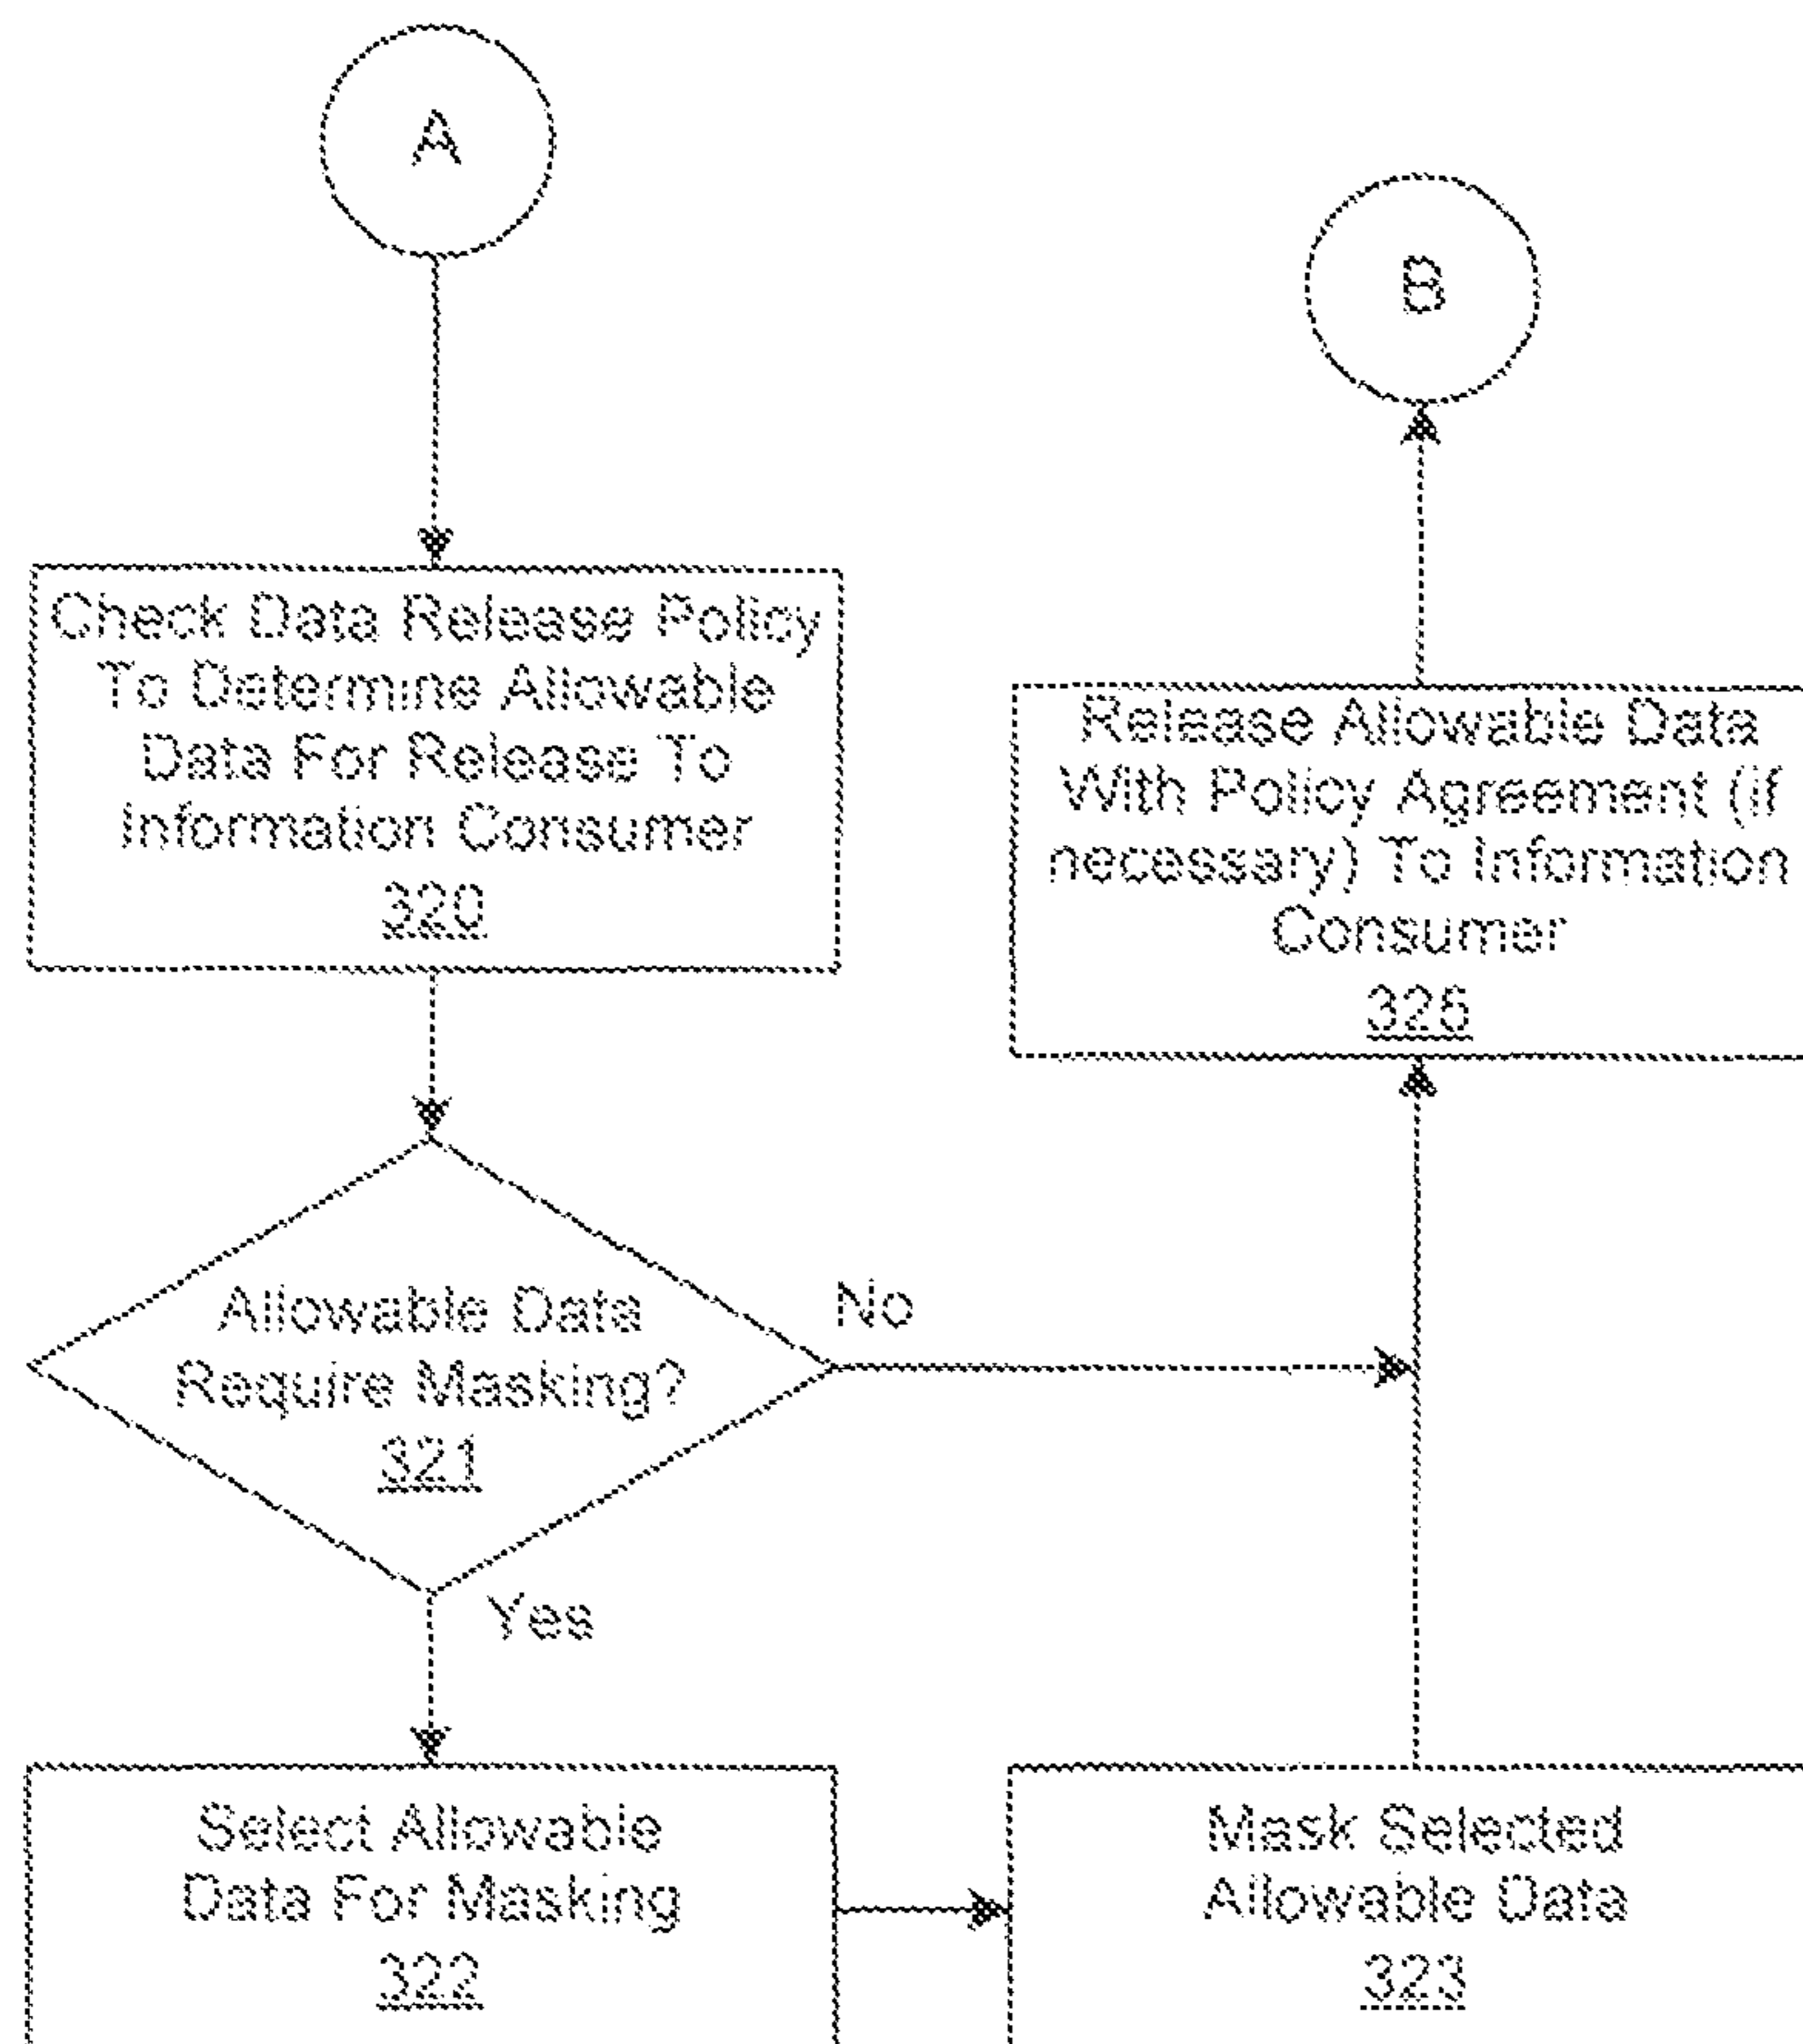 A
Check Data Release Policy
To Determine Allowable
Data For Release To
Information Consumer
320
Allowable Data
Require Masking?
321
No
Yes
Select Allowable
Data For Masking
322
Mask Selected
Allowable Data
323
Release Allowable Data
With Policy Agreement (if
necessary) To Information
Consumer
325
B